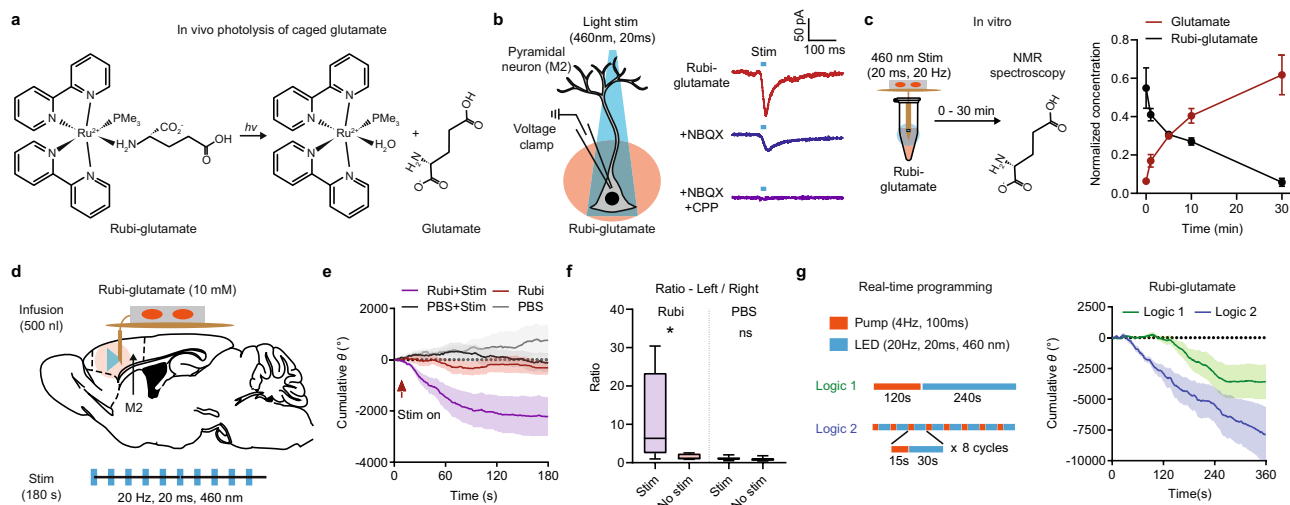 a
In vivo photolysis of caged glutamate
N
N
N
N
Ru²⁺
PMe₃
CO₂⁻
H₂N
OH
O
hv
N
N
N
N
Ru²⁺
PMe₃
H₂O
+
O
OH
H₂N
O
O⁻
Rubi-glutamate
Glutamate
b
Light stim
(460nm, 20ms)
Pyramidal
neuron (M2)
Voltage
clamp
Rubi-glutamate
50 pA
100 ms
Stim
Rubi-
glutamate
+NBQX
+NBQX
+CPP
c
In vitro
460 nm Stim
(20 ms, 20 Hz)
0 - 30 min
Rubi-
glutamate
NMR
spectroscopy
O
OH
H₂N
O
O⁻
Glutamate
Rubi-glutamate
Normalized concentration
0.8
0.6
0.4
0.2
0.0
0 10 20 30
Time (min)
d
Rubi-glutamate (10 mM)
Infusion
(500 nl)
M2
Stim
(180 s)
20 Hz, 20 ms, 460 nm
e
Rubi+Stim
Rubi
PBS+Stim
PBS
Cumulative θ (°)
2000
0
-2000
-4000
Stim on
0 60 120 180
Time (s)
f
Ratio - Left / Right
Rubi
PBS
*
ns
Ratio
40
30
20
10
0
Stim
No stim
Stim
No stim
g
Real-time programming
Pump (4Hz, 100ms)
LED (20Hz, 20ms, 460 nm)
Logic 1
120s
240s
Logic 2
15s
30s
x 8 cycles
Rubi-glutamate
Logic 1
Logic 2
Cumulative θ (°)
2500
0
-2500
-5000
-7500
-10000
0 120 240 360
Time(s)